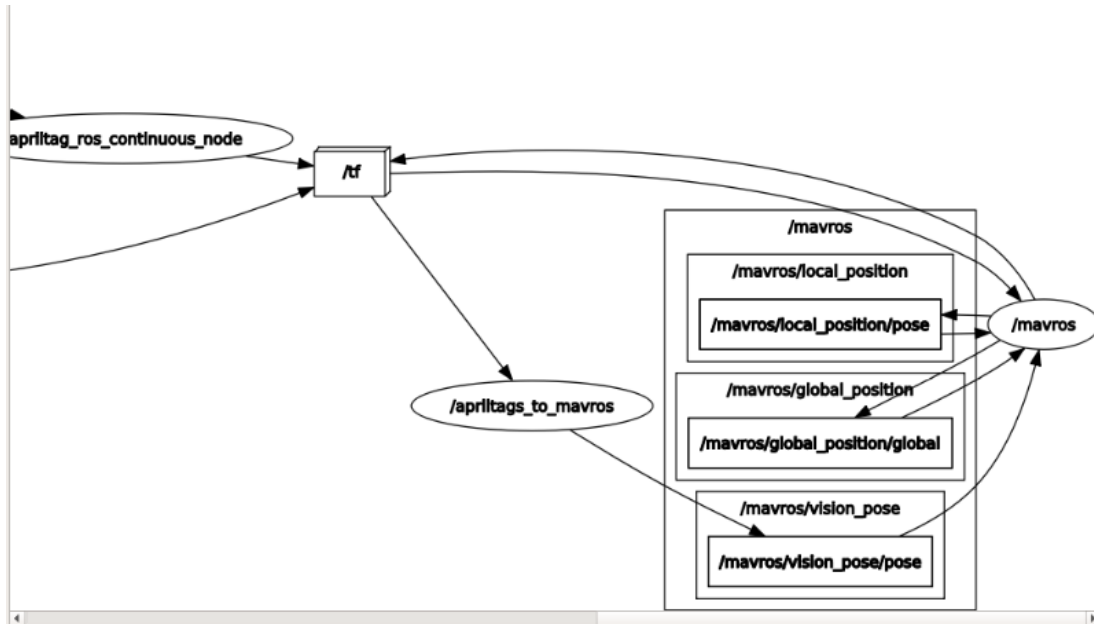 apriltag_ros_continuous_node
/tf
/mavros
/mavros/local_position
/mavros/local_position/pose
/mavros
/mavros/global_position
/apriltags_to_mavros
/mavros/global_position/global
/mavros/vision_pose
/mavros/vision_pose/pose